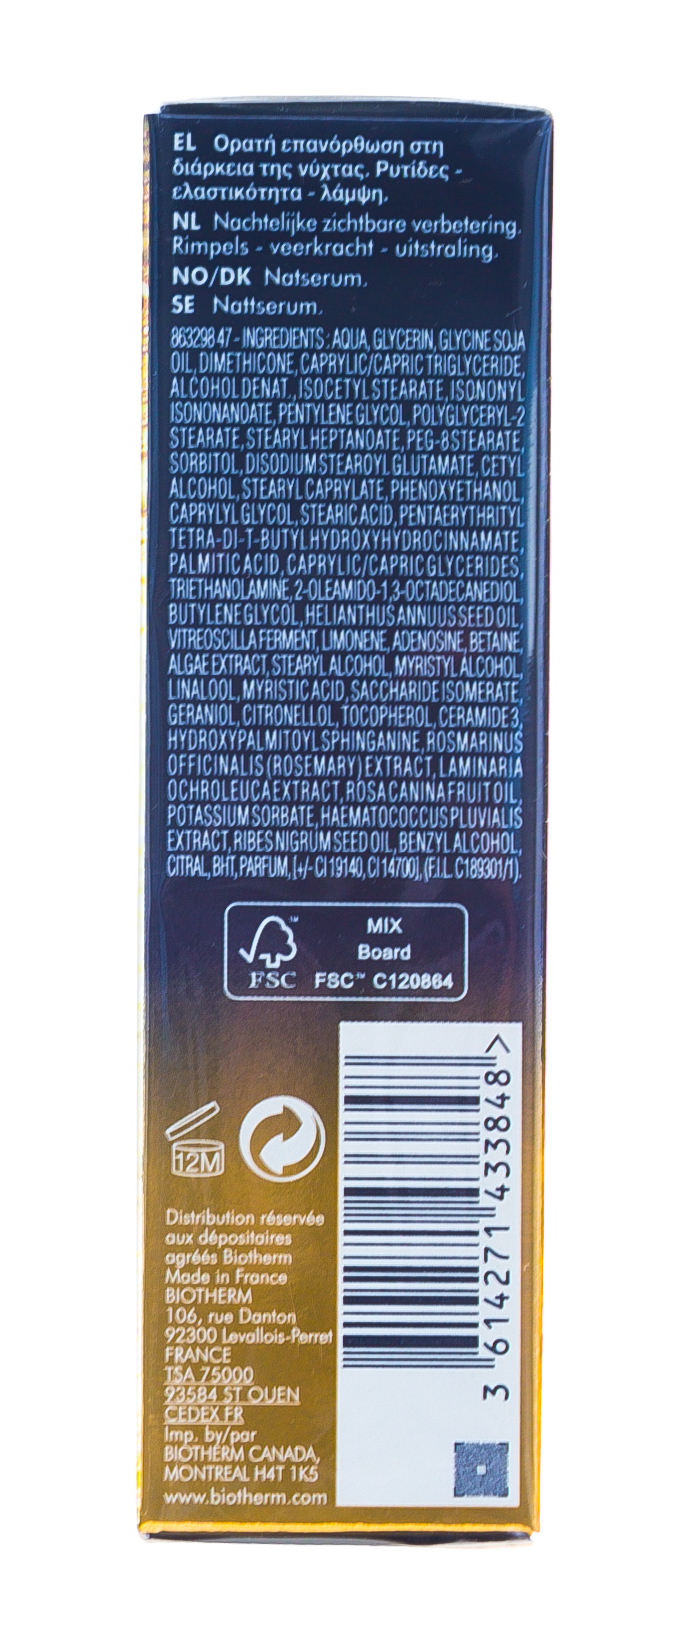 EL Ορατή επανόρθωση στη
διάρκεια της νύχτας. Ρυτίδες -
ελαστικότητα - λάμψη.
NL Nachtelijke zichtbare verbetering.
Rimpels - veerkracht - uitstraling.
NO/DK Natserum.
SE Nattserum.
863298 47 - INGREDIENTS : AQUA, GLYCERIN, GLYCINE SOJA
OIL, DIMETHICONE, CAPRYLIC/CAPRIC TRIGLYCERIDE,
ALCOHOL DENAT., ISOCETYL STEARATE, ISONONYL
ISONONANOATE, PENTYLENE GLYCOL, POLYGLYCERYL-2
STEARATE, STEARYL HEPTANOATE, PEG-8 STEARATE,
SORBITOL, DISODIUM STEAROYL GLUTAMATE, CETYL
ALCOHOL, STEARYL CAPRYLATE, PHENOXYETHANOL,
CAPRYLYL GLYCOL, STEARIC ACID, PENTAERYTHRITYL
TETRA-DI-T-BUTYL HYDROXYHYDROCINNAMATE,
PALMITIC ACID, CAPRYLIC/CAPRIC GLYCERIDES,
TRIETHANOLAMINE, 2-OLEAMIDO-1,3-OCTADECANEDIOL,
BUTYLENE GLYCOL, HELIANTHUS ANNUUS SEED OIL,
VITREOSCILLA FERMENT, LIMONENE, ADENOSINE, BETAINE,
ALGAE EXTRACT, STEARYL ALCOHOL, MYRISTYL ALCOHOL,
LINALOOL, MYRISTIC ACID, SACCHARIDE ISOMERATE,
GERANIOL, CITRONELLOL, TOCOPHEROL, CERAMIDE 3,
HYDROXYPALMITOYL SPHINGANINE, ROSMARINUS
OFFICINALIS (ROSEMARY) EXTRACT, LAMINARIA
OCHROLEUCA EXTRACT, ROSA CANINA FRUIT OIL,
POTASSIUM SORBATE, HAEMATOCOCCUS PLUVIALIS
EXTRACT, RIBES NIGRUM SEED OIL, BENZYL ALCOHOL,
CITRAL, BHT, PARFUM, [+/- CI 19140, CI 14700], (F.I.L. C189301/1).
MIX
Board
FSC FSC™ C120864
12M
Distribution réservée
aux dépositaires
agréés Biotherm
Made in France
BIOTHERM
106, rue Danton
92300 Levallois-Perret
FRANCE
TSA 75000
93584 ST OUEN
CEDEX FR
Imp. by/par
BIOTHERM CANADA,
MONTREAL H4T 1K5
www.biotherm.com
3 614271 433848 >